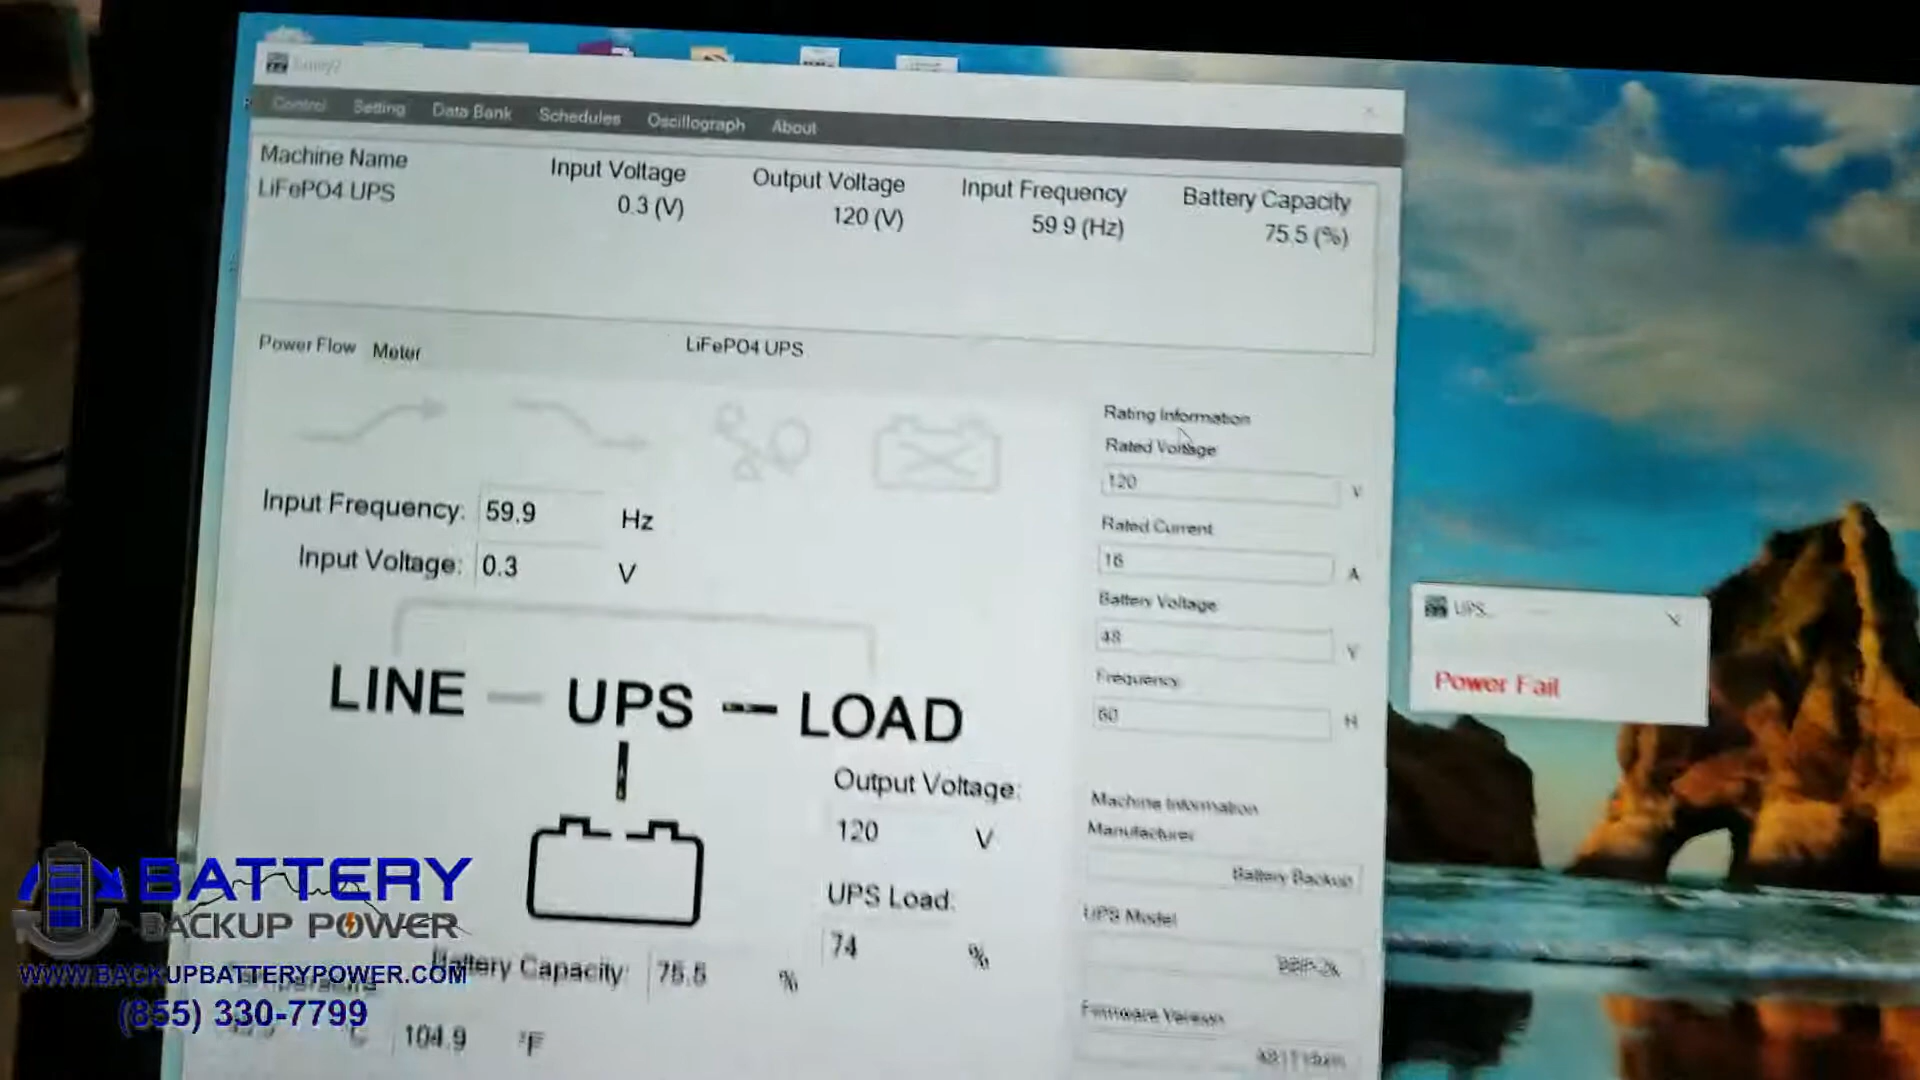 Control Setting Data Bank Schedules Oscillograph About
Machine Name Input Voltage Output Voltage Input Frequency Battery Capacity
LiFePO4 UPS 0.3 (V) 120 (V) 59.9 (Hz) 75.5 (%)
Power Flow Meter LiFePO4 UPS
Rating Information
Rated Voltage
120 V
Rated Current
16 A
Battery Voltage
48 V
Frequency
60 H
Input Frequency: 59.9 Hz
Input Voltage: 0.3 V
LINE UPS LOAD
Output Voltage:
120 V
UPS Load:
74 %
Battery Capacity: 75.5 %
104.9 °F
Machine Information
Manufacturer
Battery Backup
UPS Model
Firmware Version
UPS...
Power Fail
BATTERY
BACKUP POWER
WWW.BACKUPBATTERYPOWER.COM
(855) 330-7799